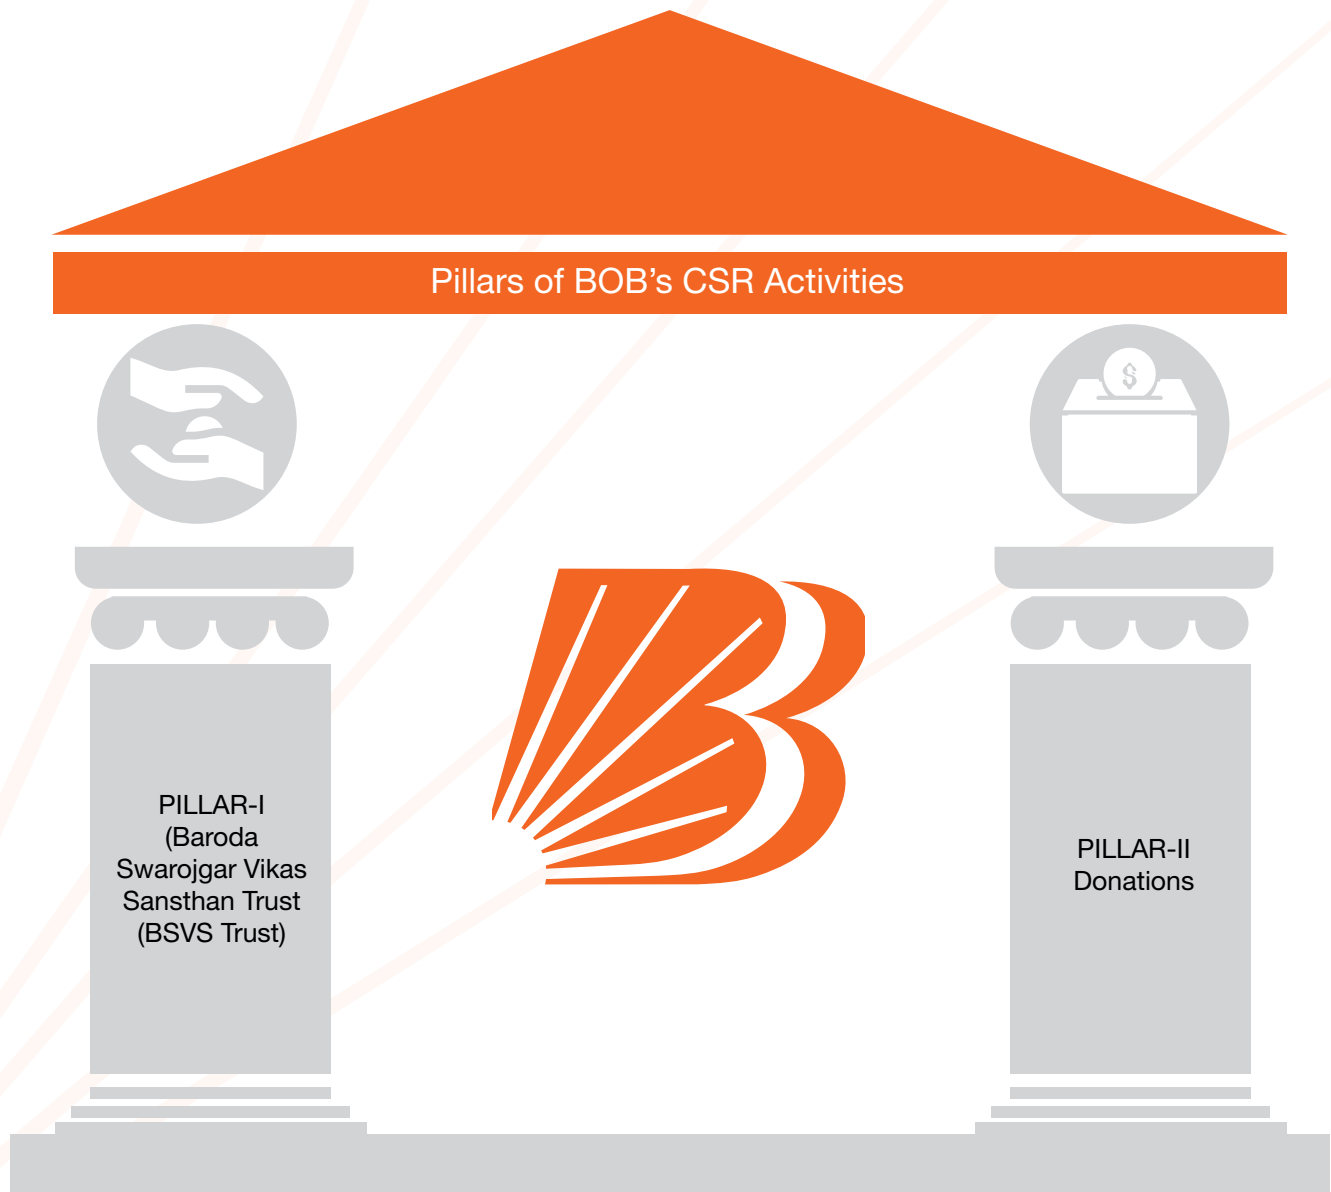 Pillars of BOB’s CSR Activities
$
PILLAR-I
(Baroda
Swarojgar Vikas
Sansthan Trust
(BSVS Trust)
PILLAR-II
Donations